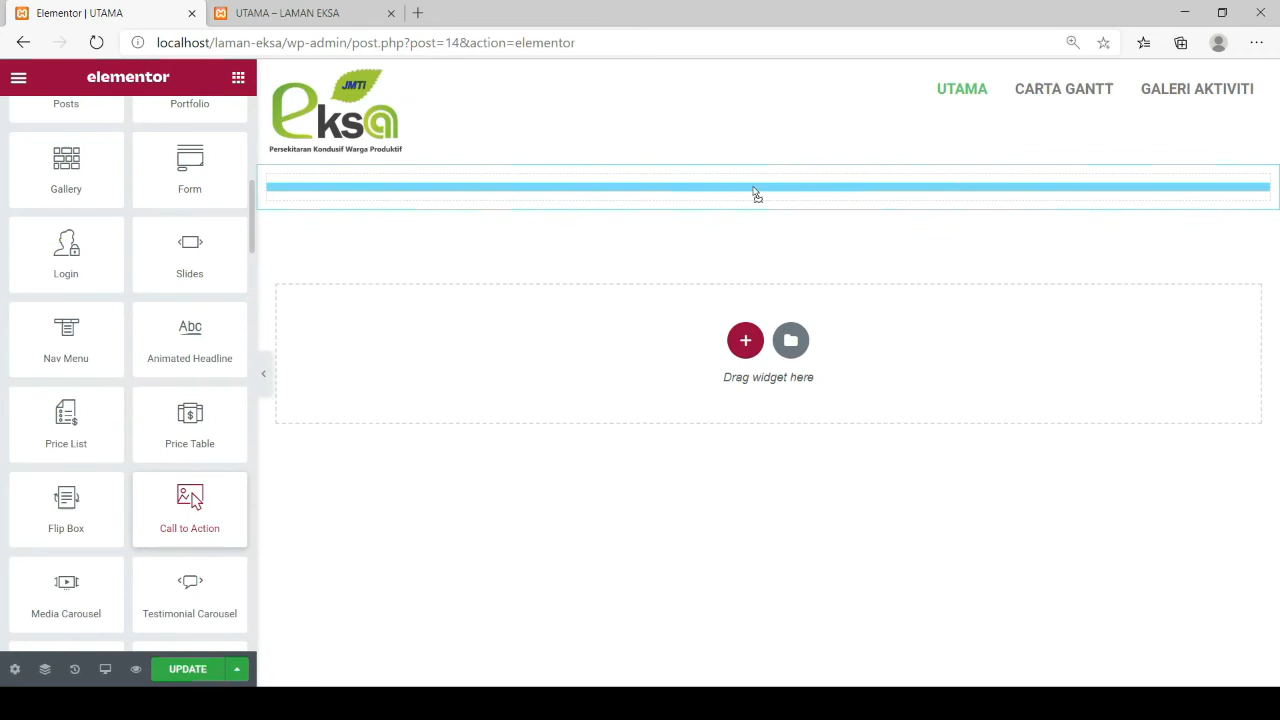 Elementor | UTAMA
UTAMA – LAMAN EKSA
localhost/laman-eksa/wp-admin/post.php?post=14&action=elementor
elementor
Posts
Portfolio
Gallery
Form
Login
Slides
Nav Menu
Abc
Animated Headline
Price List
Price Table
Flip Box
Call to Action
Media Carousel
Testimonial Carousel
UPDATE
JMTI
eksa
Persekitaran Kondusif Warga Produktif
UTAMA
CARTA GANTT
GALERI AKTIVITI
Drag widget here